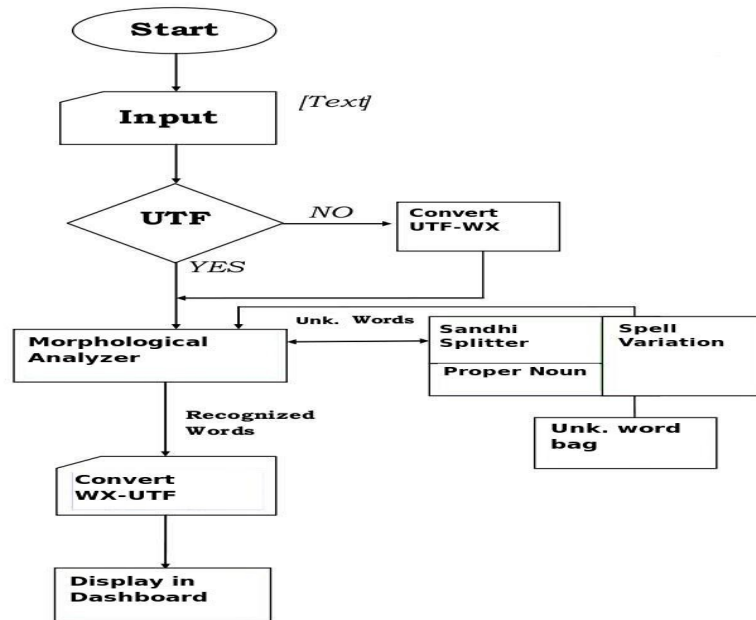 Start
Input
[Text]
UTF
NO
Convert
UTF-WX
YES
Unk. Words
Morphological
Analyzer
Sandhi
Splitter
Proper Noun
Spell
Variation
Recognized
Words
Unk. word
bag
Convert
WX-UTF
Display in
Dashboard